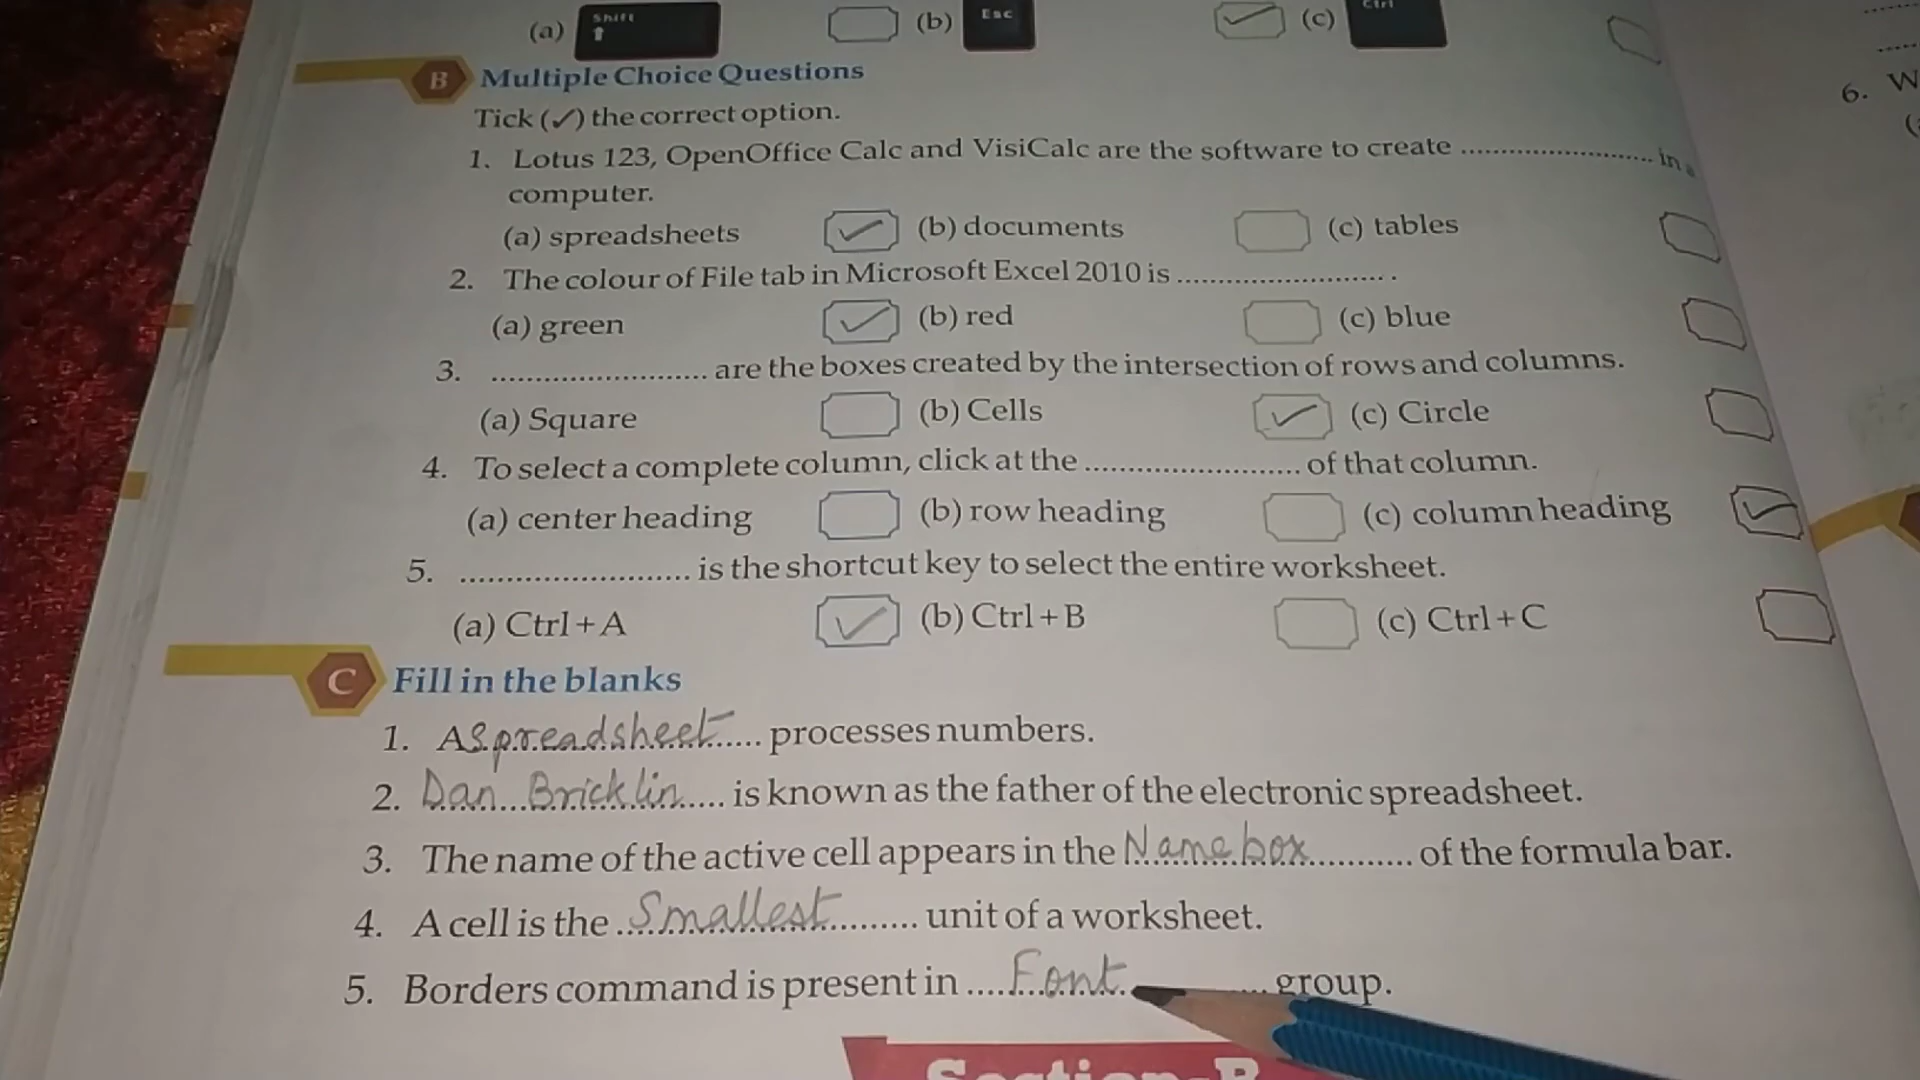 (a) Shift (b) Esc ✓ (c) Ctrl
B Multiple Choice Questions
Tick (✓) the correct option.
1. Lotus 123, OpenOffice Calc and VisiCalc are the software to create ........................ in a
computer.
(a) spreadsheets ✓ (b) documents (c) tables
2. The colour of File tab in Microsoft Excel 2010 is ........................ .
(a) green ✓ (b) red (c) blue
3. ........................ are the boxes created by the intersection of rows and columns.
(a) Square (b) Cells ✓ (c) Circle
4. To select a complete column, click at the ........................ of that column.
(a) center heading (b) row heading (c) column heading ✓
5. ........................ is the shortcut key to select the entire worksheet.
(a) Ctrl+A ✓ (b) Ctrl+B (c) Ctrl+C
C Fill in the blanks
1. A Spreadsheet...... processes numbers.
2. Dan Bricklin..... is known as the father of the electronic spreadsheet.
3. The name of the active cell appears in the Name box............ of the formula bar.
4. A cell is the Smallest......... unit of a worksheet.
5. Borders command is present in ....Font.... group.
6. W